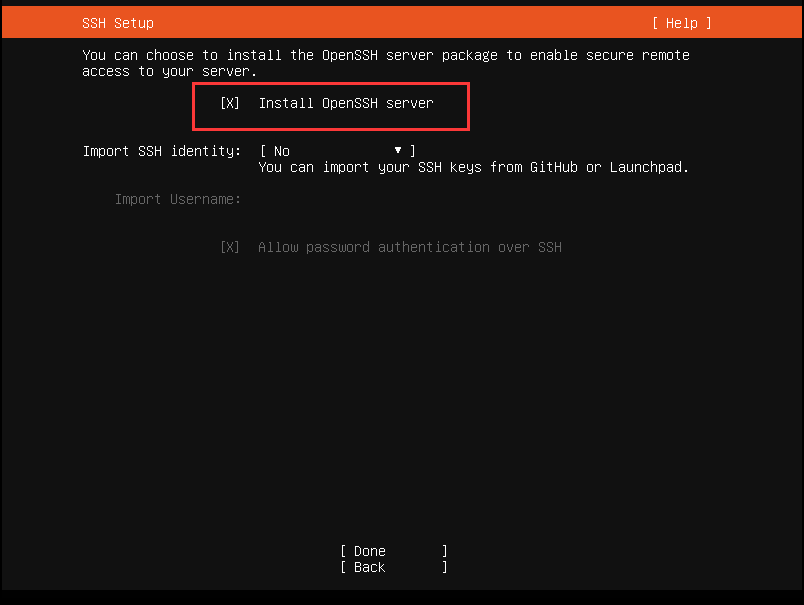 SSH Setup [ Help ]
You can choose to install the OpenSSH server package to enable secure remote
access to your server.
[X] Install OpenSSH server
Import SSH identity: [ No ▼ ]
You can import your SSH keys from GitHub or Launchpad.
Import Username:
[X] Allow password authentication over SSH
[ Done ]
[ Back ]